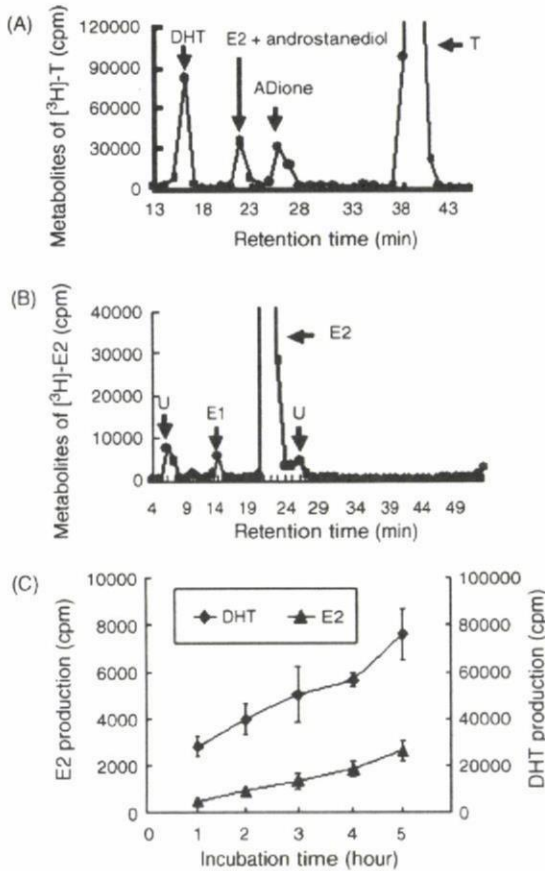 (A)
120000
90000
60000
30000
0
Metabolites of [³H]-T (cpm)
DHT
E2 + androstanediol
ADione
T
13 18 23 28 33 38 43
Retention time (min)
(B)
40000
30000
20000
10000
0
Metabolites of [³H]-E2 (cpm)
U
E1
E2
U
4 9 14 19 24 29 34 39 44 49
Retention time (min)
(C)
10000
8000
6000
4000
2000
0
E2 production (cpm)
DHT E2
100000
80000
60000
40000
20000
0
DHT production (cpm)
0 1 2 3 4 5
Incubation time (hour)